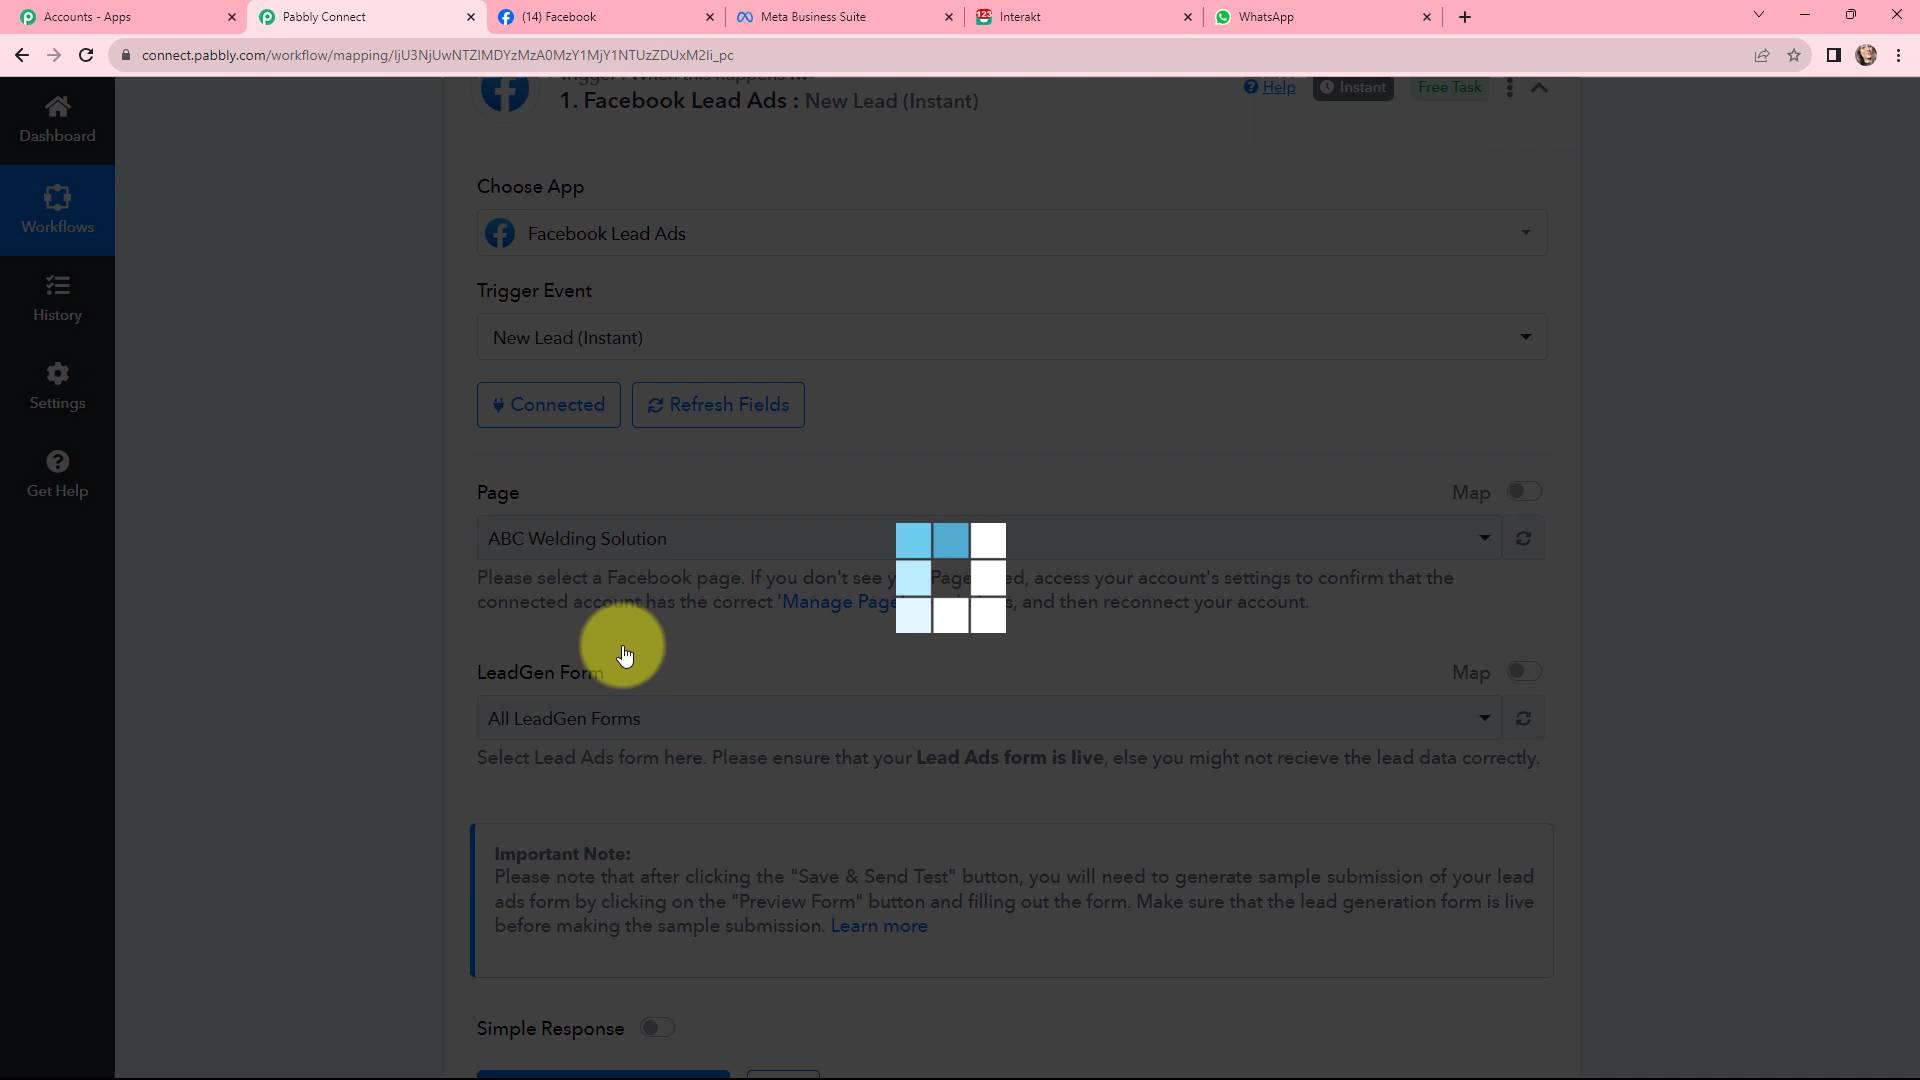 Accounts - Apps
Pabbly Connect
(14) Facebook
Meta Business Suite
Interakt
WhatsApp
connect.pabbly.com/workflow/mapping/IjU3NjUwNTZlMDYzMzA0MzY1MjY1NTUzZDUxM2Ii_pc
Dashboard
Workflows
History
Settings
Get Help
1. Facebook Lead Ads : New Lead (Instant)
Help
Instant
Free Task
Choose App
Facebook Lead Ads
Trigger Event
New Lead (Instant)
Connected
Refresh Fields
Page
Map
ABC Welding Solution
Please select a Facebook page. If you don't see y Page ed, access your account's settings to confirm that the
connected account has the correct 'Manage Page s, and then reconnect your account.
LeadGen Form
Map
All LeadGen Forms
Select Lead Ads form here. Please ensure that your Lead Ads form is live, else you might not recieve the lead data correctly.
Important Note:
Please note that after clicking the "Save & Send Test" button, you will need to generate sample submission of your lead
ads form by clicking on the "Preview Form" button and filling out the form. Make sure that the lead generation form is live
before making the sample submission. Learn more
Simple Response